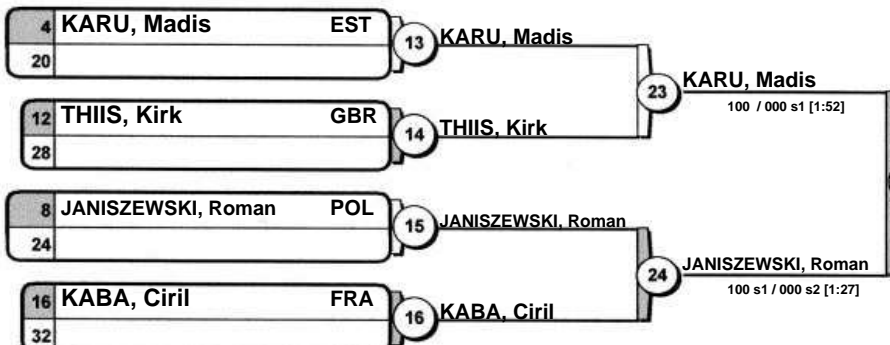 4 KARU, Madis EST
20
13 KARU, Madis
12 THIIS, Kirk GBR
28
14 THIIS, Kirk
23 KARU, Madis
100 / 000 s1 [1:52]
8 JANISZEWSKI, Roman POL
24
15 JANISZEWSKI, Roman
16 KABA, Ciril FRA
32
16 KABA, Ciril
24 JANISZEWSKI, Roman
100 s1 / 000 s2 [1:27]